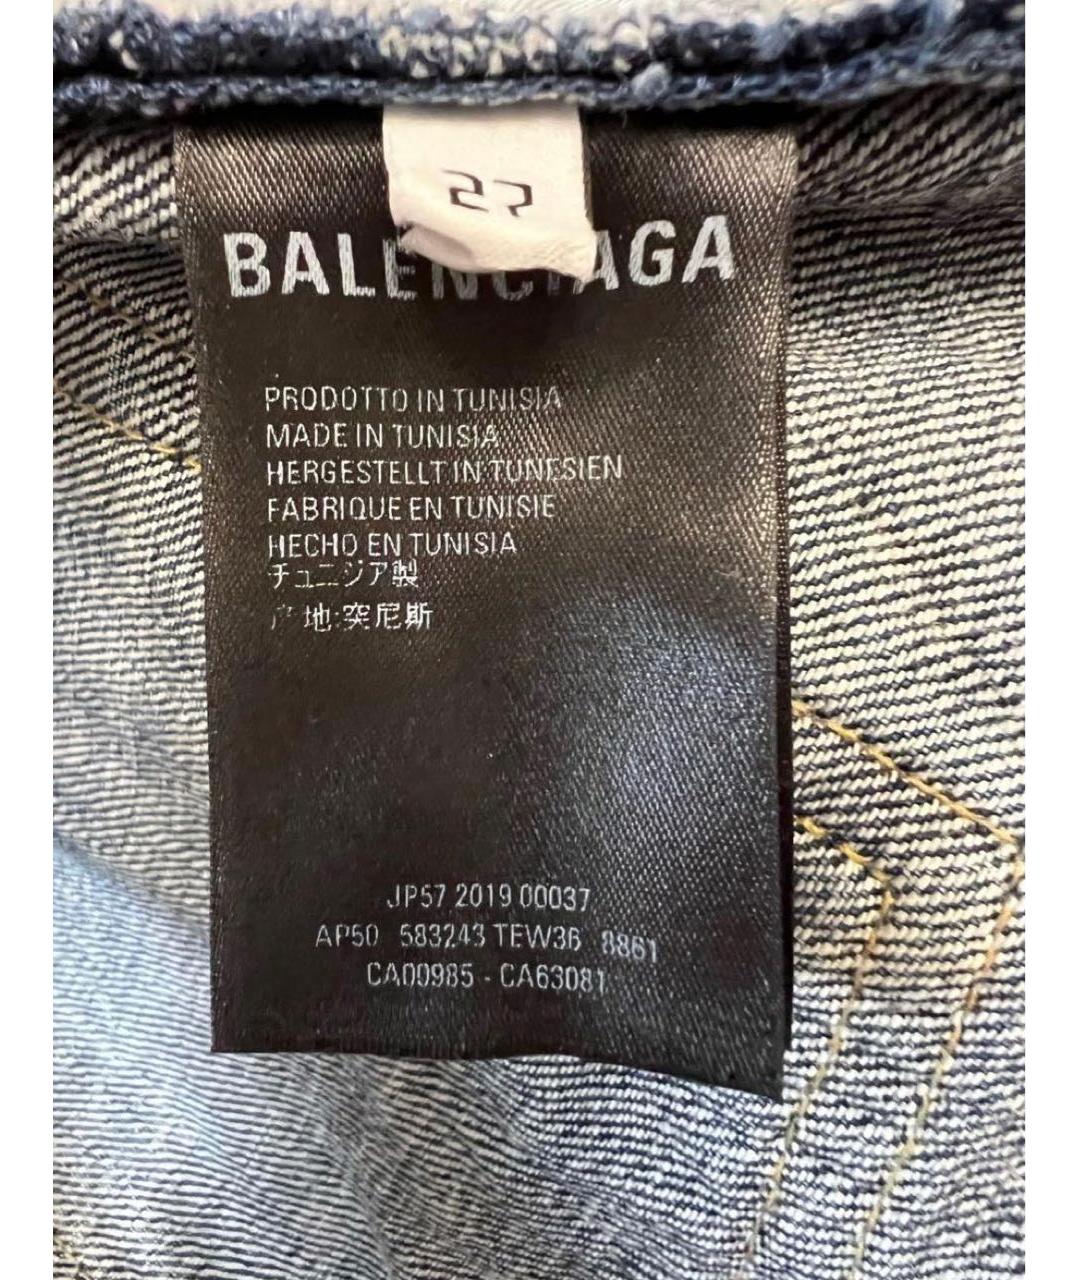 27
BALENCIAGA
PRODOTTO IN TUNISIA
MADE IN TUNISIA
HERGESTELLT IN TUNESIEN
FABRIQUE EN TUNISIE
HECHO EN TUNISIA
チュニジア製
产地:突尼斯
JP57 2019 00037
AP50 583243 TEW36 8861
CA00985 - CA63081